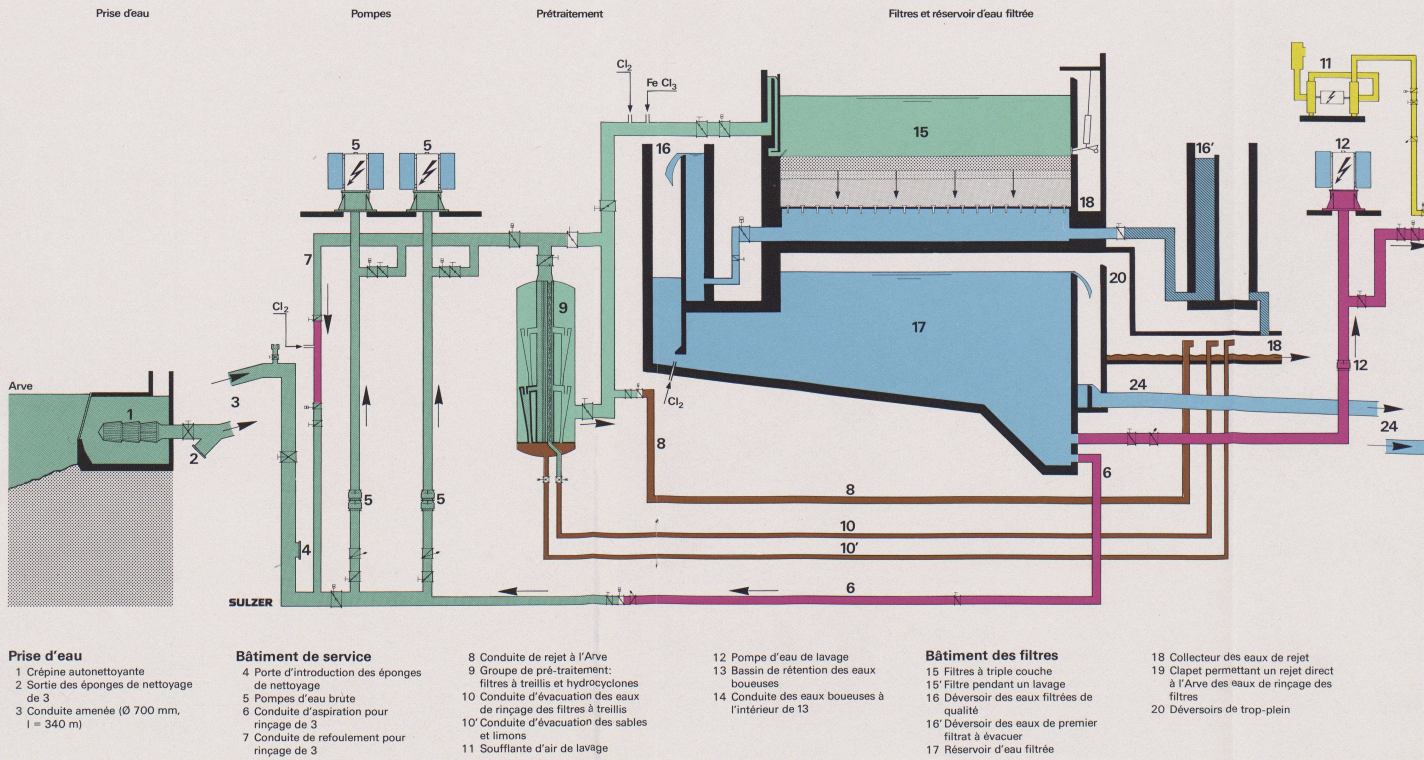 Prise d'eau
Pompes
Prétraitement
Filtres et réservoir d'eau filtrée
Cl2
Fe Cl3
11
5
5
16
15
16'
12
18
7
20
9
Cl2
17
18
12
Arve
3
1
2
Cl2
24
24
8
6
5
5
8
10
10'
4
6
SULZER
Prise d'eau
1 Crépine autonettoyante
2 Sortie des éponges de nettoyage
de 3
3 Conduite amenée (Ø 700 mm,
l = 340 m)
Bâtiment de service
4 Porte d'introduction des éponges
de nettoyage
5 Pompes d'eau brute
6 Conduite d'aspiration pour
rinçage de 3
7 Conduite de refoulement pour
rinçage de 3
8 Conduite de rejet à l'Arve
9 Groupe de pré-traitement:
filtres à treillis et hydrocyclones
10 Conduite d'évacuation des eaux
de rinçage des filtres à treillis
10' Conduite d'évacuation des sables
et limons
11 Soufflante d'air de lavage
12 Pompe d'eau de lavage
13 Bassin de rétention des eaux
boueuses
14 Conduite des eaux boueuses à
l'intérieur de 13
Bâtiment des filtres
15 Filtres à triple couche
15' Filtre pendant un lavage
16 Déversoir des eaux filtrées de
qualité
16' Déversoir des eaux de premier
filtrat à évacuer
17 Réservoir d'eau filtrée
18 Collecteur des eaux de rejet
19 Clapet permettant un rejet direct
à l'Arve des eaux de rinçage des
filtres
20 Déversoirs de trop-plein